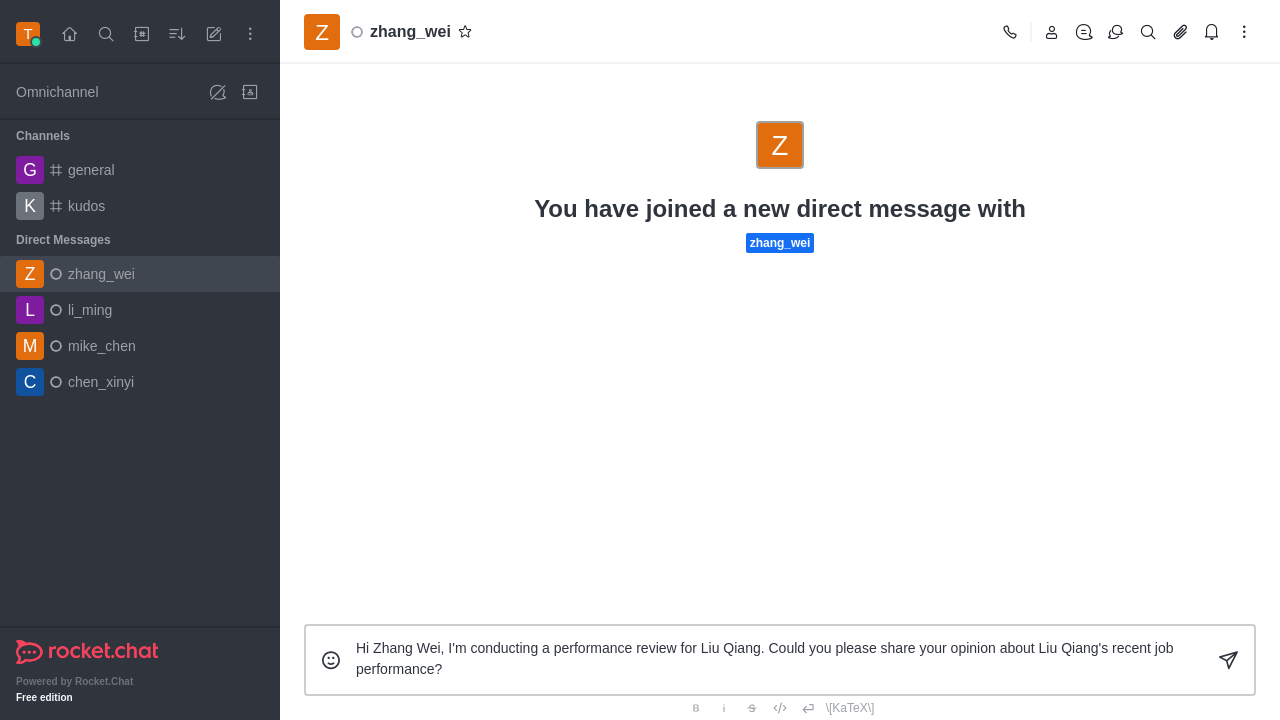 T
Omnichannel
Channels
G general
K kudos
Direct Messages
Z zhang_wei
L li_ming
M mike_chen
C chen_xinyi
rocket.chat
Powered by Rocket.Chat
Free edition
Z zhang_wei
Z
You have joined a new direct message with
zhang_wei
Hi Zhang Wei, I'm conducting a performance review for Liu Qiang. Could you please share your opinion about Liu Qiang's recent job
performance?
B i S \[KaTeX\]